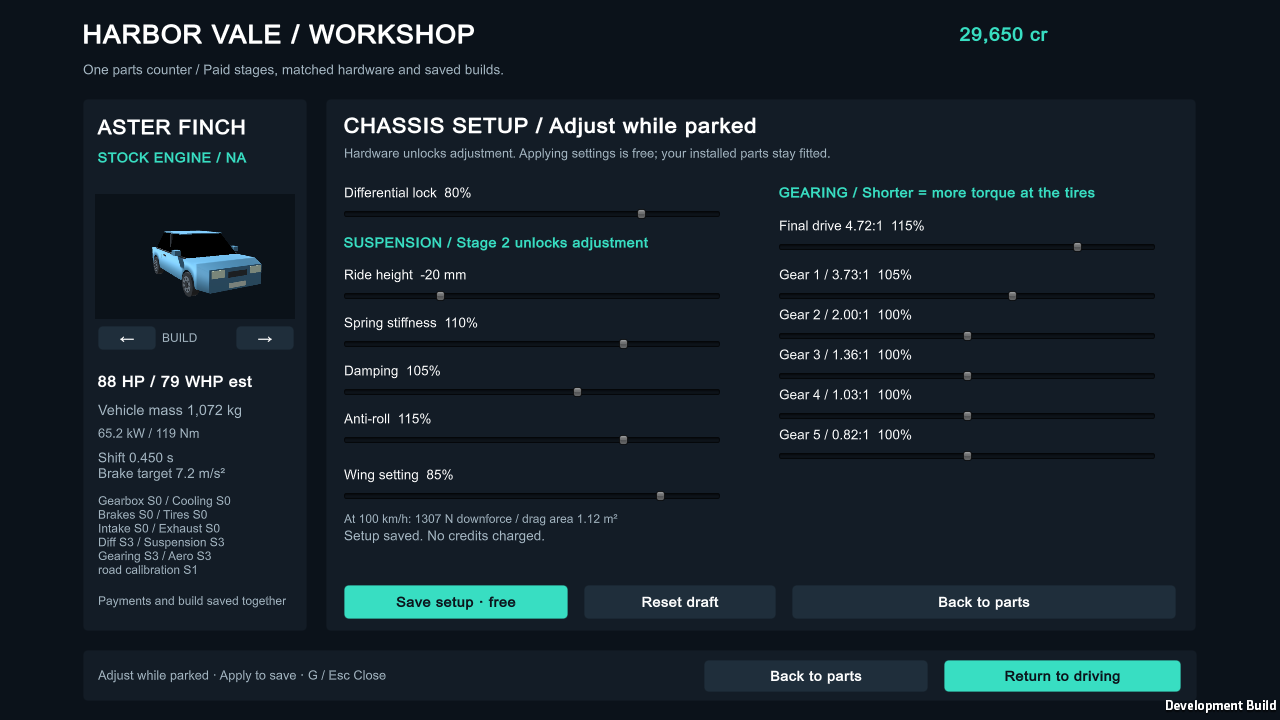 HARBOR VALE / WORKSHOP
29,650 cr
One parts counter / Paid stages, matched hardware and saved builds.
ASTER FINCH
STOCK ENGINE / NA
← BUILD →
88 HP / 79 WHP est
Vehicle mass 1,072 kg
65.2 kW / 119 Nm
Shift 0.450 s
Brake target 7.2 m/s²
Gearbox S0 / Cooling S0
Brakes S0 / Tires S0
Intake S0 / Exhaust S0
Diff S3 / Suspension S3
Gearing S3 / Aero S3
road calibration S1
Payments and build saved together
CHASSIS SETUP / Adjust while parked
Hardware unlocks adjustment. Applying settings is free; your installed parts stay fitted.
Differential lock 80%
SUSPENSION / Stage 2 unlocks adjustment
Ride height -20 mm
Spring stiffness 110%
Damping 105%
Anti-roll 115%
Wing setting 85%
At 100 km/h: 1307 N downforce / drag area 1.12 m²
Setup saved. No credits charged.
GEARING / Shorter = more torque at the tires
Final drive 4.72:1 115%
Gear 1 / 3.73:1 105%
Gear 2 / 2.00:1 100%
Gear 3 / 1.36:1 100%
Gear 4 / 1.03:1 100%
Gear 5 / 0.82:1 100%
Save setup · free
Reset draft
Back to parts
Adjust while parked · Apply to save · G / Esc Close
Back to parts
Return to driving
Development Build